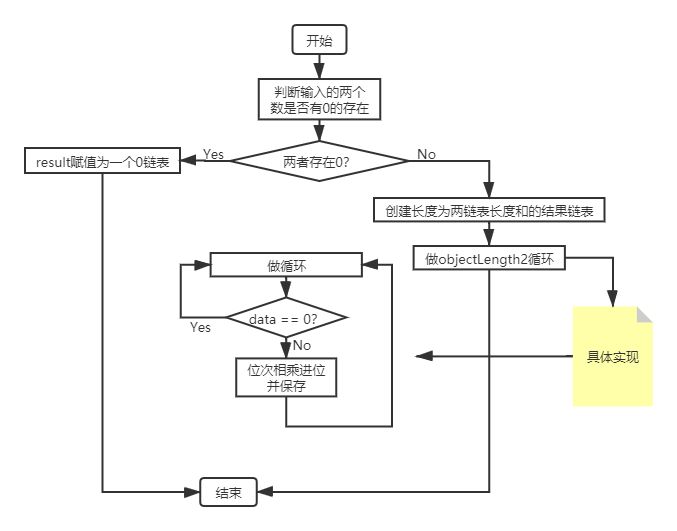 开始
判断输入的两个
数是否有0的存在
两者存在0?
Yes
No
result赋值为一个0链表
创建长度为两链表长度和的结果链表
做objectLength2循环
做循环
data == 0?
Yes
No
具体实现
位次相乘进位
并保存
结束